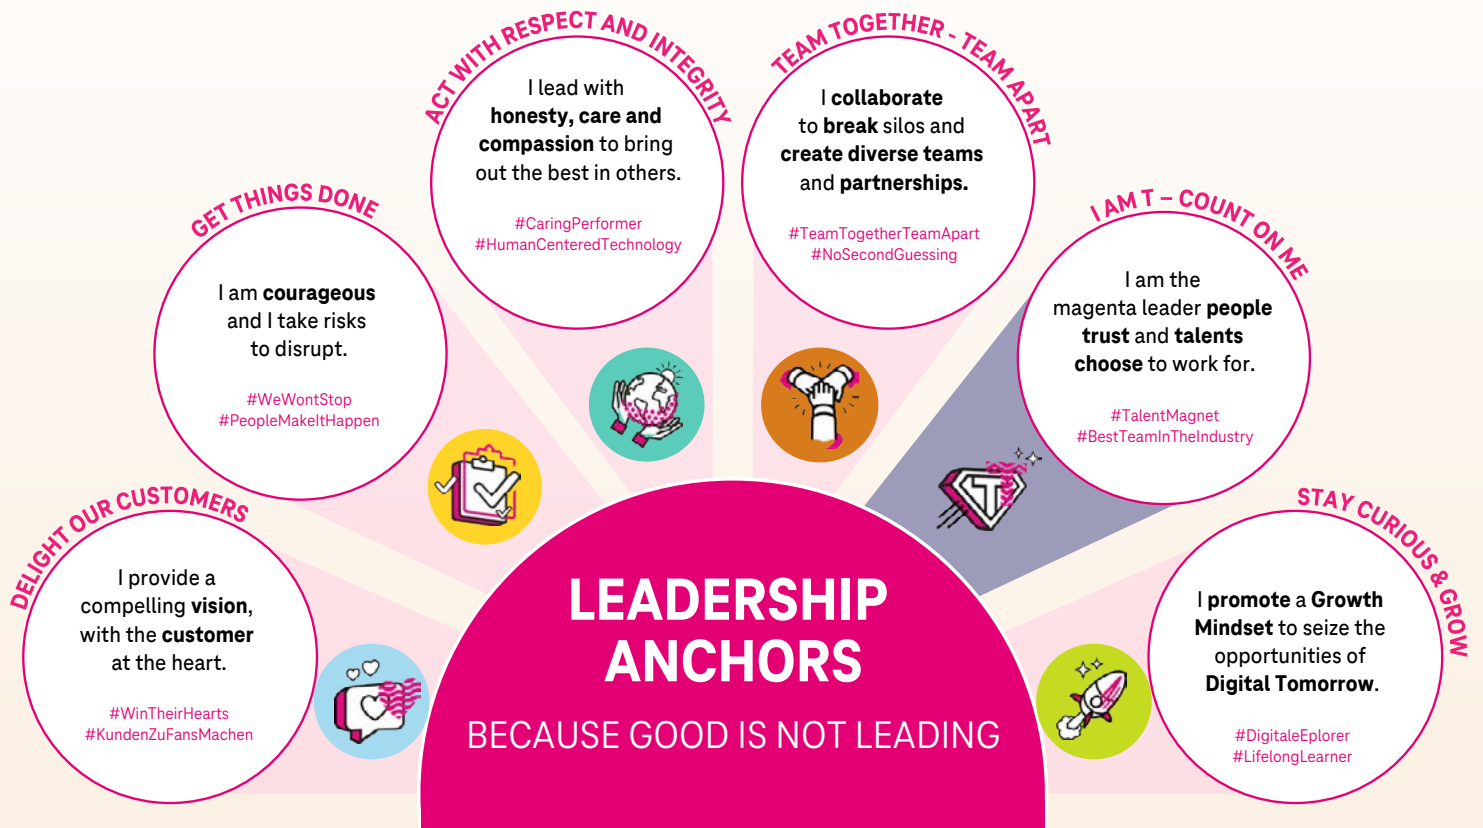 DELIGHT OUR CUSTOMERS
I provide a
compelling vision,
with the customer
at the heart.
#WinTheirHearts
#KundenZuFansMachen
GET THINGS DONE
I am courageous
and I take risks
to disrupt.
#WeWontStop
#PeopleMakeItHappen
ACT WITH RESPECT AND INTEGRITY
I lead with
honesty, care and
compassion to bring
out the best in others.
#CaringPerformer
#HumanCenteredTechnology
TEAM TOGETHER - TEAM APART
I collaborate
to break silos and
create diverse teams
and partnerships.
#TeamTogetherTeamApart
#NoSecondGuessing
I AM T – COUNT ON ME
I am the
magenta leader people
trust and talents
choose to work for.
#TalentMagnet
#BestTeamInTheIndustry
T
STAY CURIOUS & GROW
I promote a Growth
Mindset to seize the
opportunities of
Digital Tomorrow.
#DigitaleEplorer
#LifelongLearner
LEADERSHIP
ANCHORS
BECAUSE GOOD IS NOT LEADING